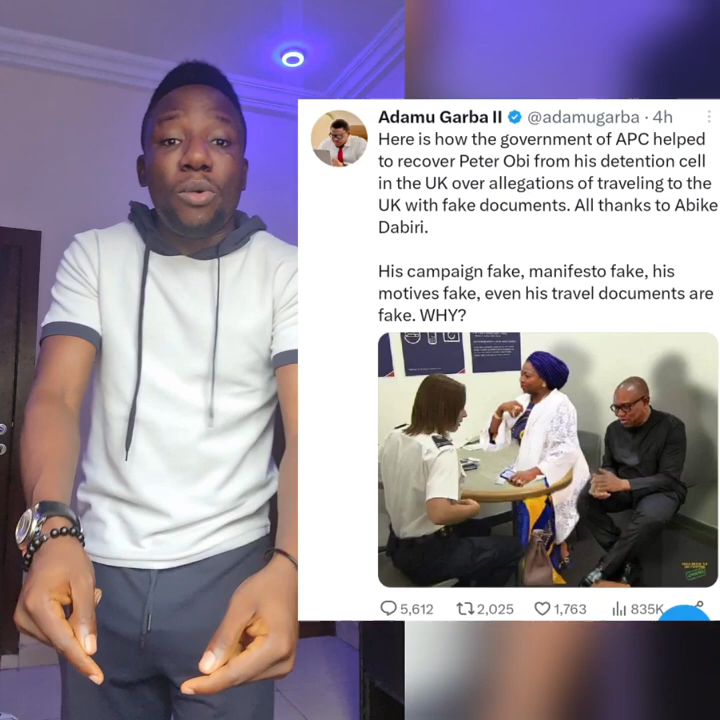 Adamu Garba II @adamugarba · 4h
Here is how the government of APC helped
to recover Peter Obi from his detention cell
in the UK over allegations of traveling to the
UK with fake documents. All thanks to Abike
Dabiri.
His campaign fake, manifesto fake, his
motives fake, even his travel documents are
fake. WHY?
5,612 2,025 1,763 835K